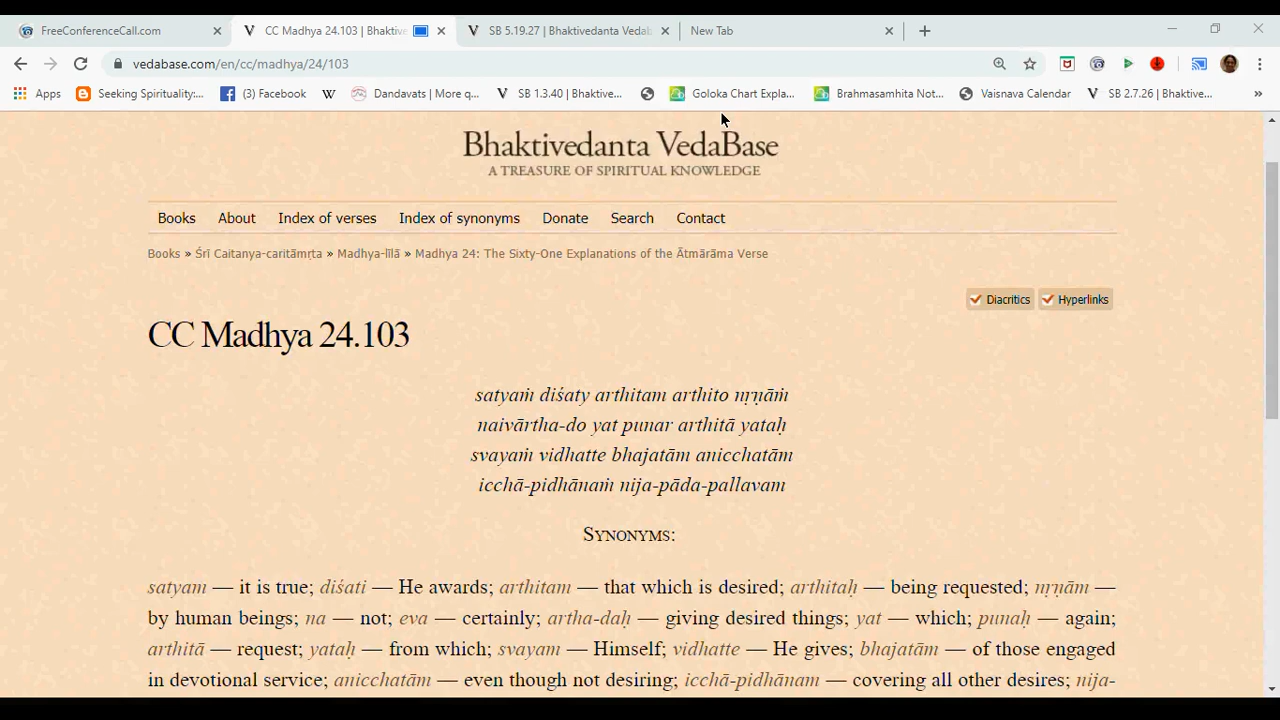 FreeConferenceCall.com
CC Madhya 24.103 | Bhaktive
SB 5.19.27 | Bhaktivedanta Vedab
New Tab
vedabase.com/en/cc/madhya/24/103
Apps
Seeking Spirituality:...
(3) Facebook
W
Dandavats | More q...
SB 1.3.40 | Bhaktive...
Goloka Chart Expla...
Brahmasamhita Not...
Vaisnava Calendar
SB 2.7.26 | Bhaktive...
»
Bhaktivedanta VedaBase
A TREASURE OF SPIRITUAL KNOWLEDGE
Books About Index of verses Index of synonyms Donate Search Contact
Books » Śrī Caitanya-caritāmṛta » Madhya-līlā » Madhya 24: The Sixty-One Explanations of the Ātmārāma Verse
Diacritics Hyperlinks
CC Madhya 24.103
satyaṁ diśaty arthitam arthito nṛṇāṁ
naivārtha-do yat punar arthitā yataḥ
svayaṁ vidhatte bhajatām anicchatām
icchā-pidhānaṁ nija-pāda-pallavam
SYNONYMS:
satyam — it is true; diśati — He awards; arthitam — that which is desired; arthitaḥ — being requested; nṛṇām —
by human beings; na — not; eva — certainly; artha-daḥ — giving desired things; yat — which; punaḥ — again;
arthitā — request; yataḥ — from which; svayam — Himself; vidhatte — He gives; bhajatām — of those engaged
in devotional service; anicchatām — even though not desiring; icchā-pidhānam — covering all other desires; nija-